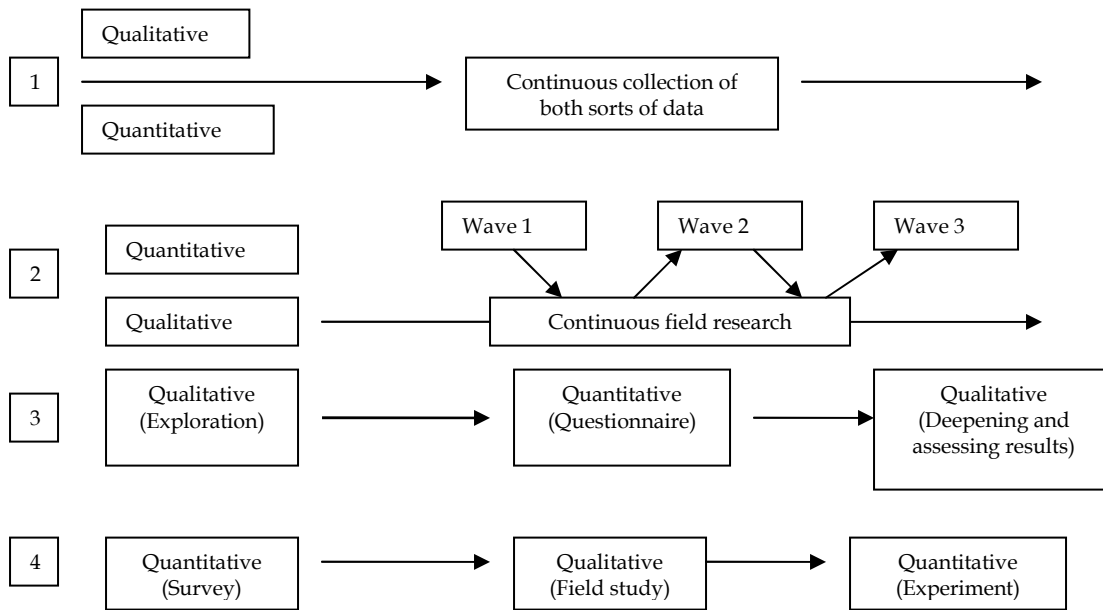 Qualitative
1
Continuous collection of
both sorts of data
Quantitative
Wave 1
Wave 2
Wave 3
Quantitative
2
Qualitative
Continuous field research
3
Qualitative
(Exploration)
Quantitative
(Questionnaire)
Qualitative
(Deepening and
assessing results)
4
Quantitative
(Survey)
Qualitative
(Field study)
Quantitative
(Experiment)